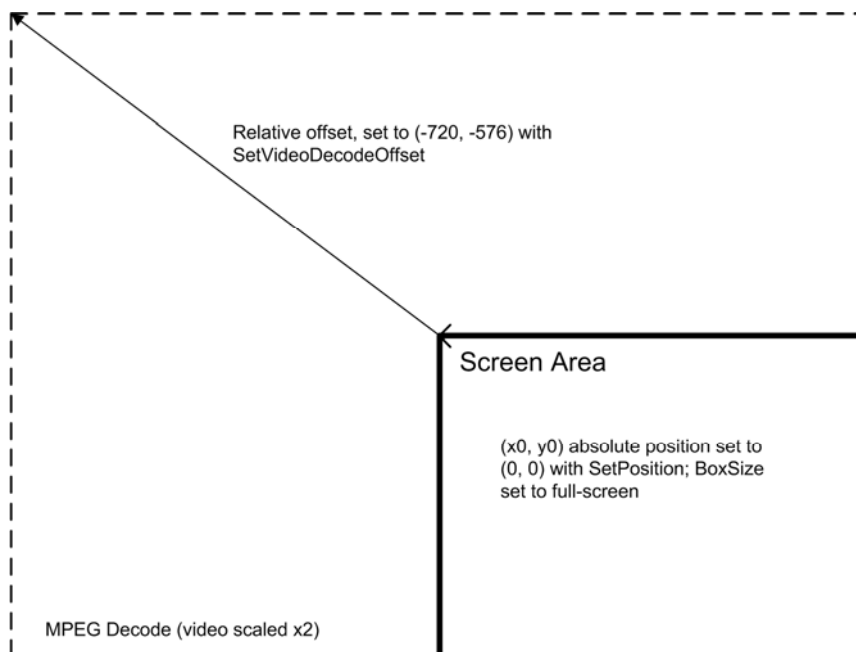 Relative offset, set to (-720, -576) with
SetVideoDecodeOffset
Screen Area
(x0, y0) absolute position set to
(0, 0) with SetPosition; BoxSize
set to full-screen
MPEG Decode (video scaled x2)